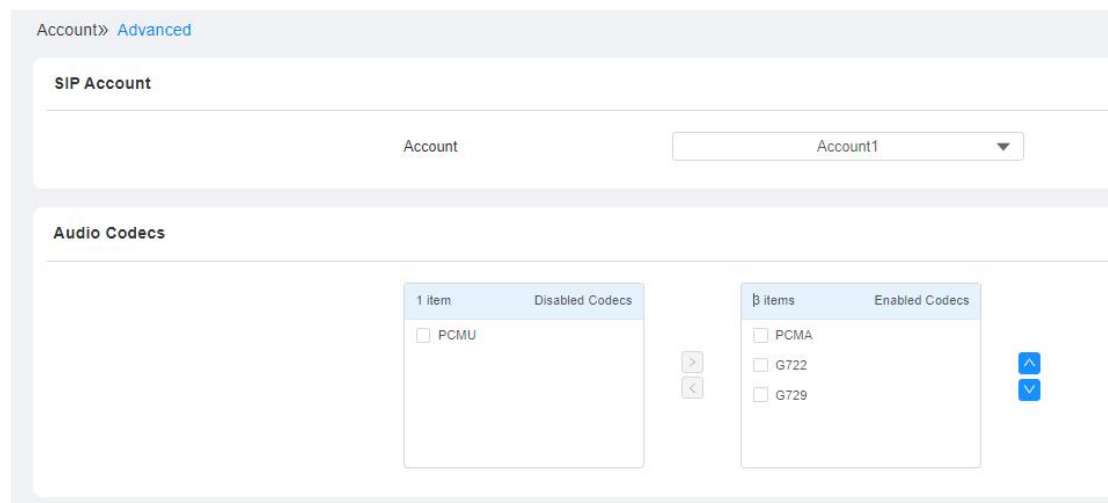 Account» Advanced
SIP Account
Account Account1
Audio Codecs
1 item Disabled Codecs
PCMU
3 items Enabled Codecs
PCMA
G722
G729